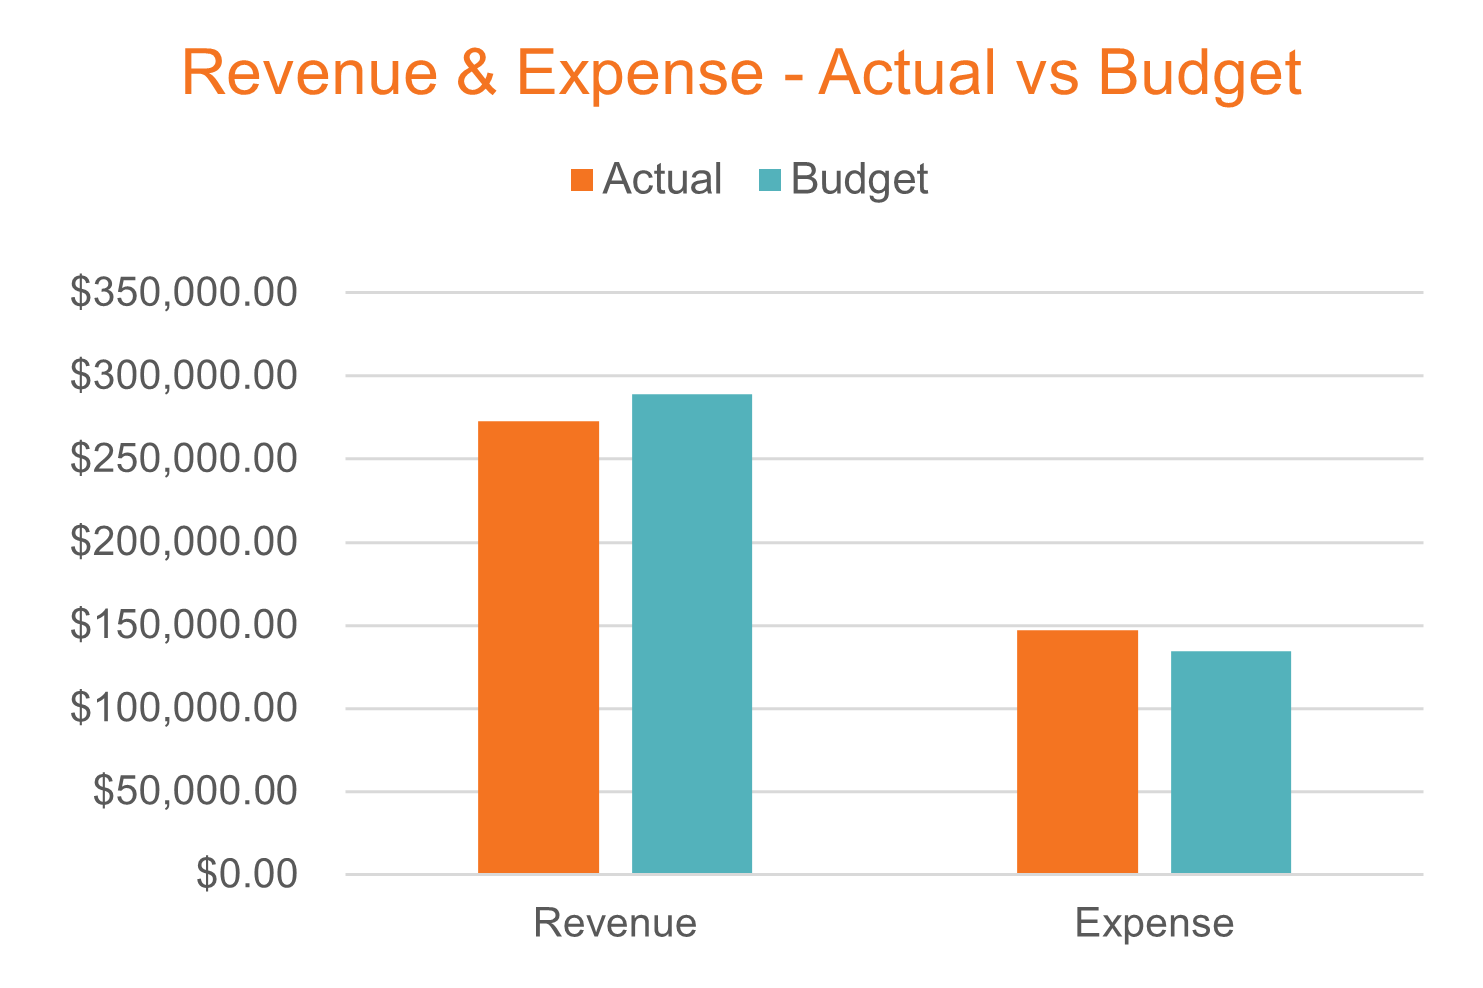 Revenue & Expense - Actual vs Budget
Actual Budget
$350,000.00
$300,000.00
$250,000.00
$200,000.00
$150,000.00
$100,000.00
$50,000.00
$0.00
Revenue Expense